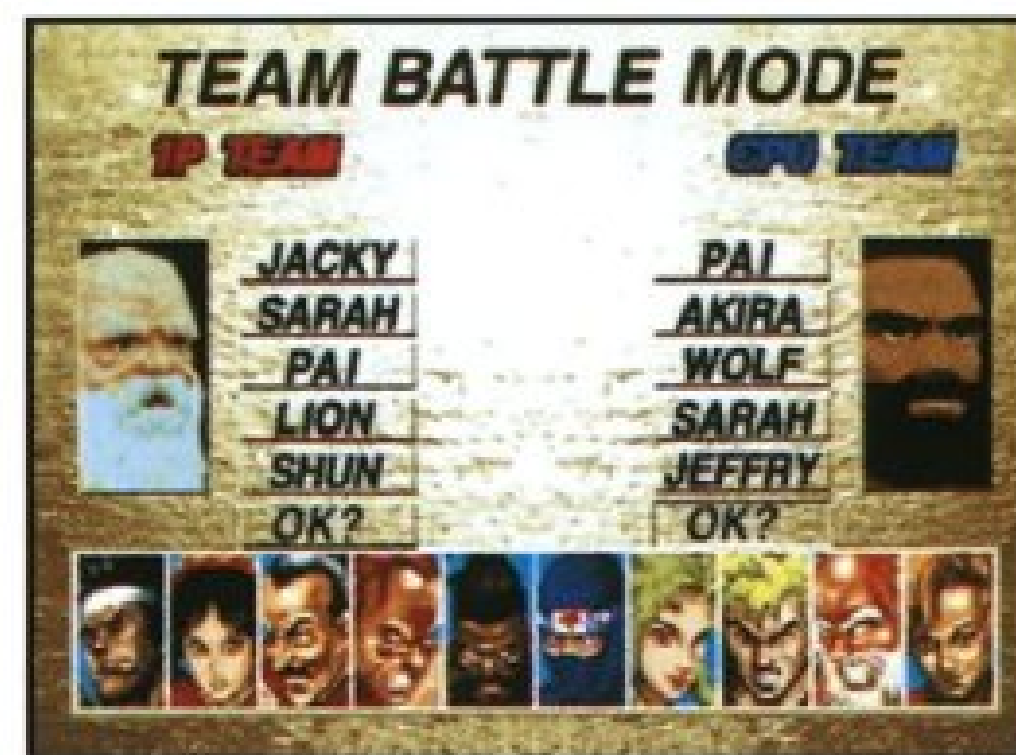 TEAM BATTLE MODE
1P TEAM CPU TEAM
JACKY PAI
SARAH AKIRA
PAI WOLF
LION SARAH
SHUN JEFFRY
OK? OK?